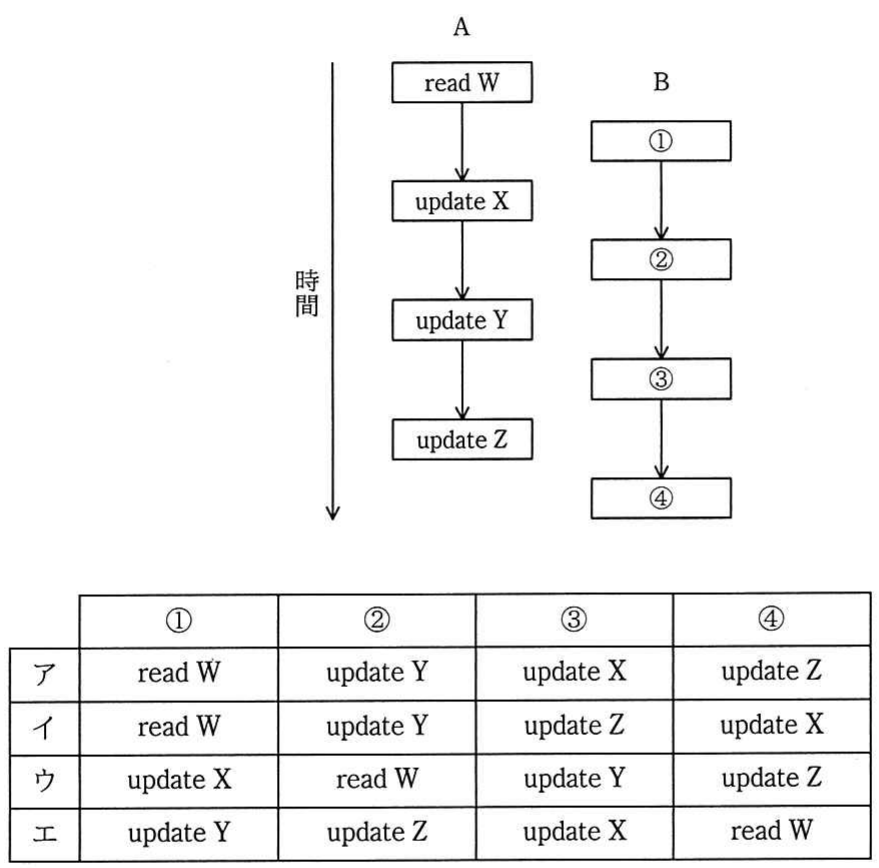 A
read W
B
①
update X
②
時間
update Y
③
update Z
④
① ② ③ ④
ア read W update Y update X update Z
イ read W update Y update Z update X
ウ update X read W update Y update Z
エ update Y update Z update X read W